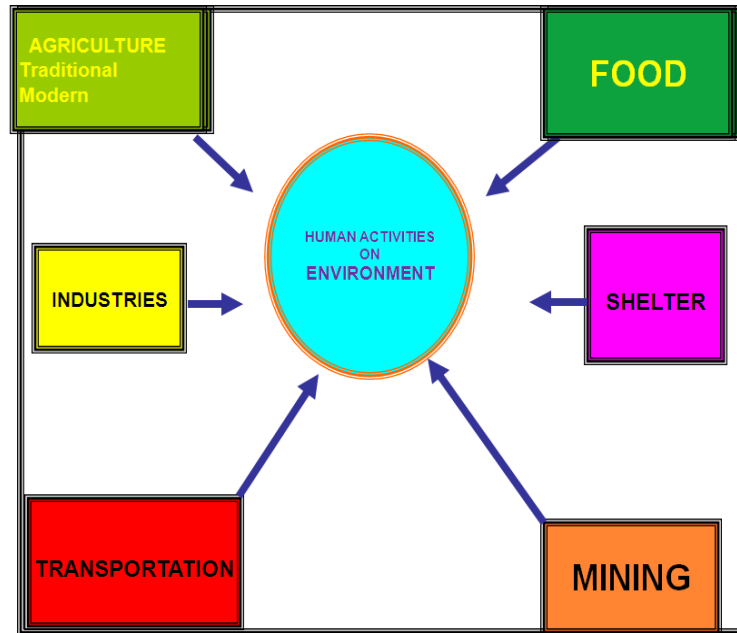 AGRICULTURE
Traditional
Modern
FOOD
HUMAN ACTIVITIES
ON
ENVIRONMENT
INDUSTRIES
SHELTER
TRANSPORTATION
MINING